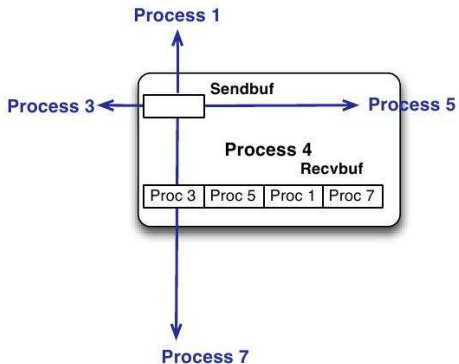 Process 1
Sendbuf
Process 3
Process 5
Process 4
Recvbuf
Proc 3 Proc 5 Proc 1 Proc 7
Process 7